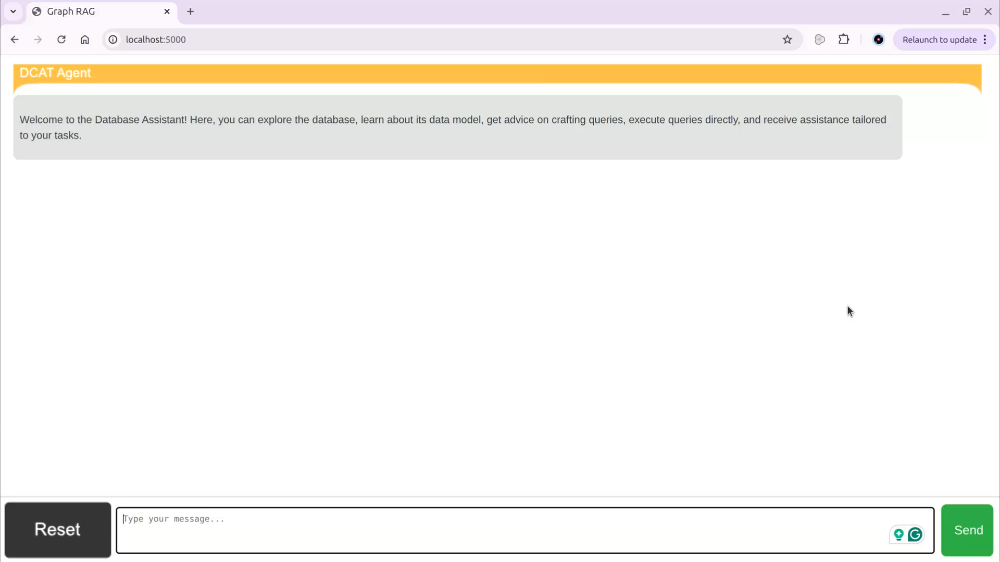 Graph RAG
localhost:5000
Relaunch to update
DCAT Agent
Welcome to the Database Assistant! Here, you can explore the database, learn about its data model, get advice on crafting queries, execute queries directly, and receive assistance tailored
to your tasks.
Reset
Type your message...
Send